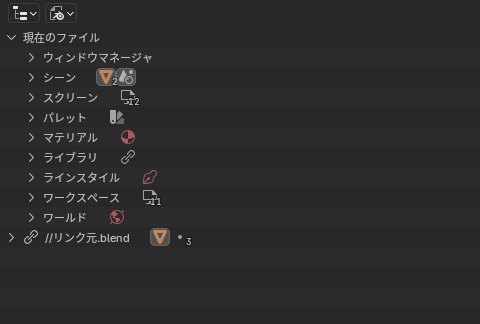 現在のファイル
ウィンドウマネージャ
シーン 2
スクリーン 12
パレット
マテリアル
ライブラリ
ラインスタイル
ワークスペース 11
ワールド
//リンク元.blend 3